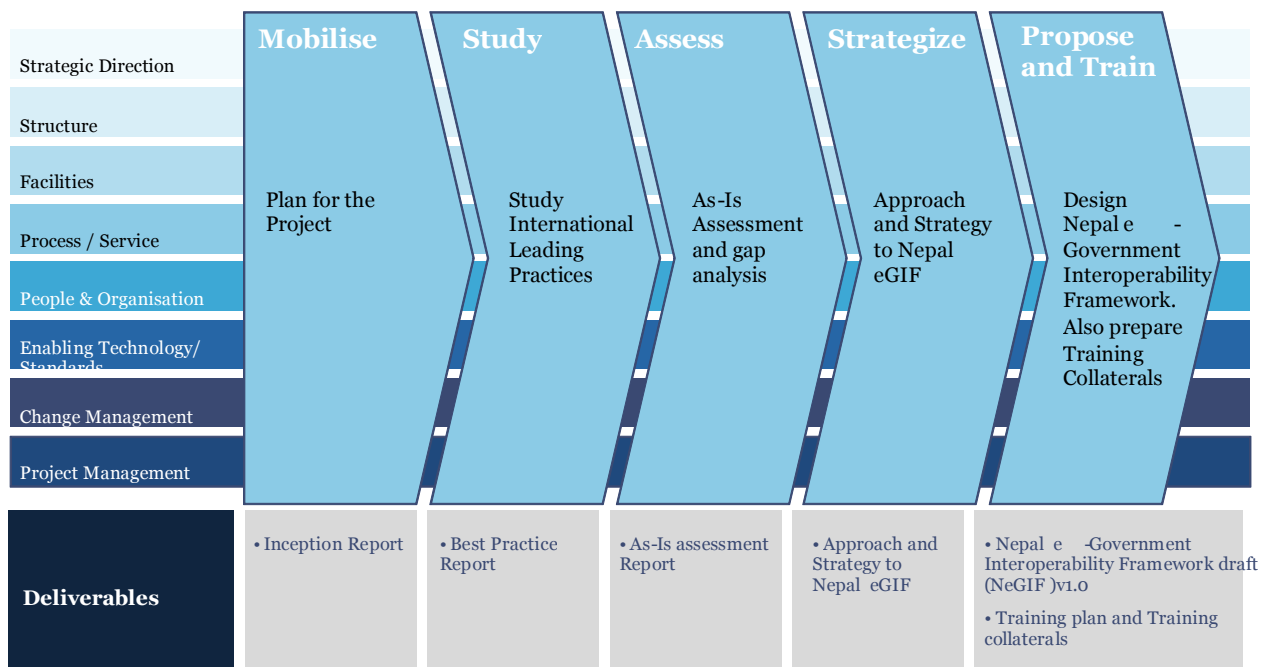 Mobilise
Study
Assess
Strategize
Propose
and Train
Strategic Direction
Structure
Facilities
Process / Service
People & Organisation
Enabling Technology/
Standards
Change Management
Project Management
Plan for the
Project
Study
International
Leading
Practices
As-Is
Assessment
and gap
analysis
Approach
and Strategy
to Nepal
eGIF
Design
Nepal e -
Government
Interoperability
Framework.
Also prepare
Training
Collaterals
Deliverables
• Inception Report
• Best Practice
Report
• As-Is assessment
Report
• Approach and
Strategy to
Nepal eGIF
• Nepal e -Government
Interoperability Framework draft
(NeGIF )v1.0
• Training plan and Training
collaterals